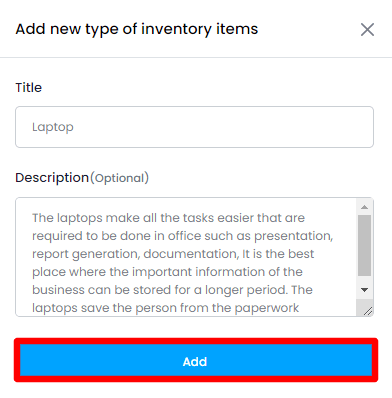 Add new type of inventory items
Title
Laptop
Description(Optional)
The laptops make all the tasks easier that are
required to be done in office such as presentation,
report generation, documentation, It is the best
place where the important information of the
business can be stored for a longer period. The
laptops save the person from the paperwork
Add